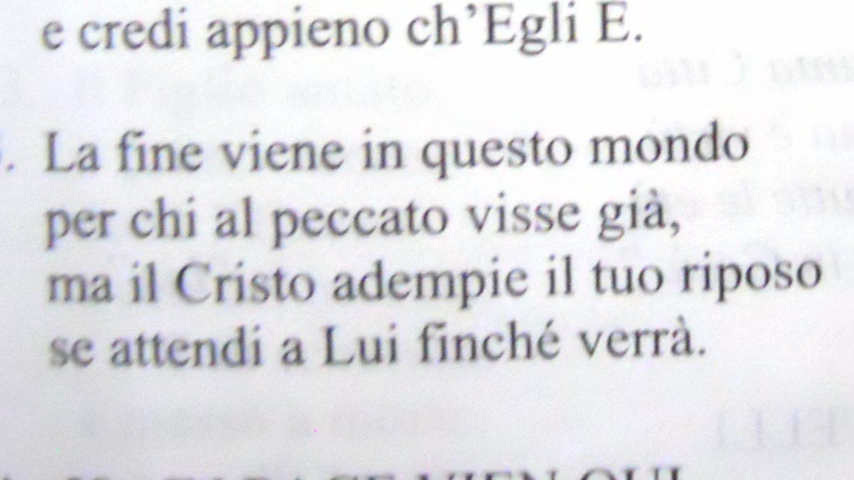 e credi appieno ch'Egli E.
La fine viene in questo mondo
per chi al peccato visse già,
ma il Cristo adempie il tuo riposo
se attendi a Lui finché verrà.